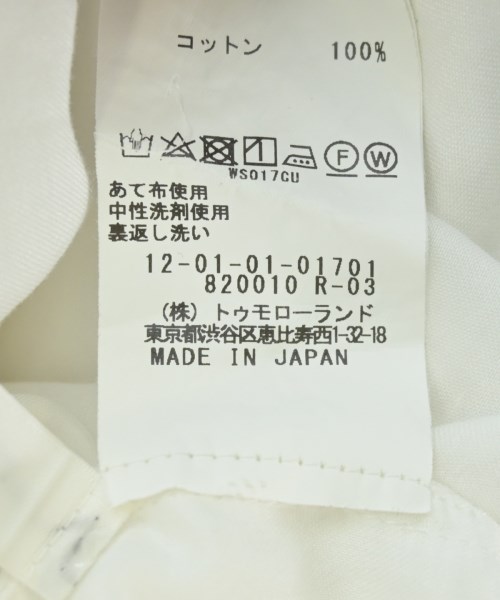 コットン 100%
F W
WS017GU
あて布使用
中性洗剤使用
裏返し洗い
12-01-01-01701
820010 R-03
(株) トゥモローランド
東京都渋谷区恵比寿西1-32-18
MADE IN JAPAN